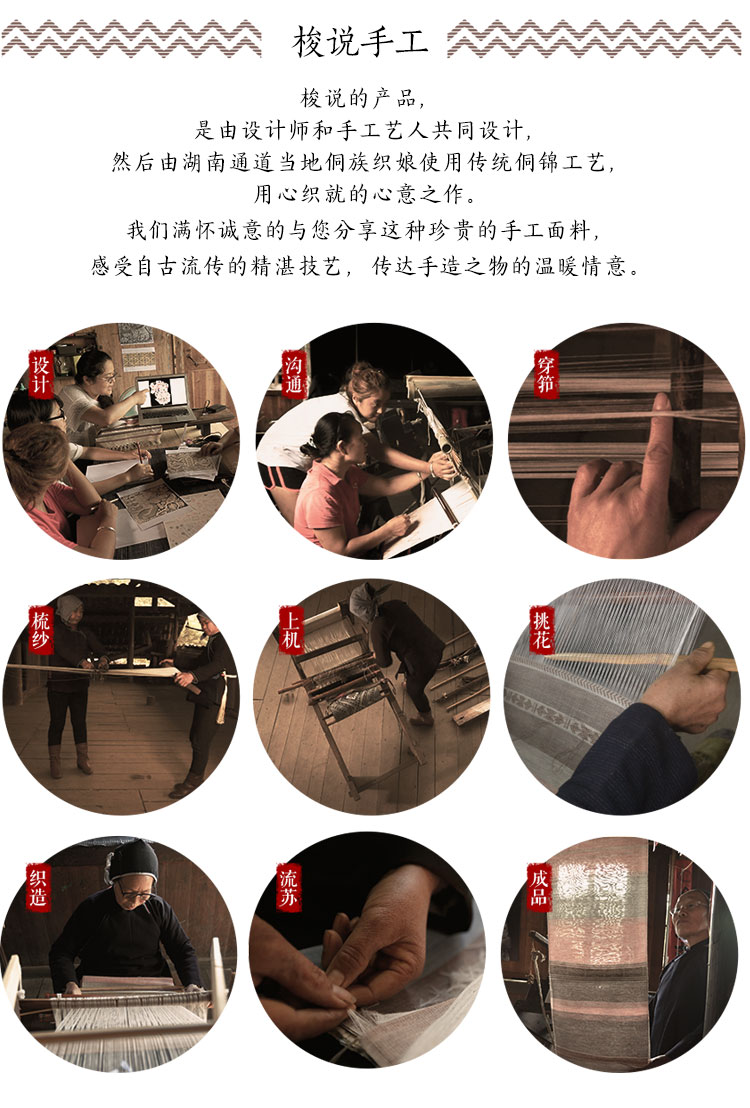 梭说手工
梭说的产品，
是由设计师和手工艺人共同设计，
然后由湖南通道当地侗族织娘使用传统侗锦工艺，
用心织就的心意之作。
我们满怀诚意的与您分享这种珍贵的手工面料，
感受自古流传的精湛技艺，传达手造之物的温暖情意。
设计
沟通
穿筘
梳纱
上机
挑花
织造
流苏
成品